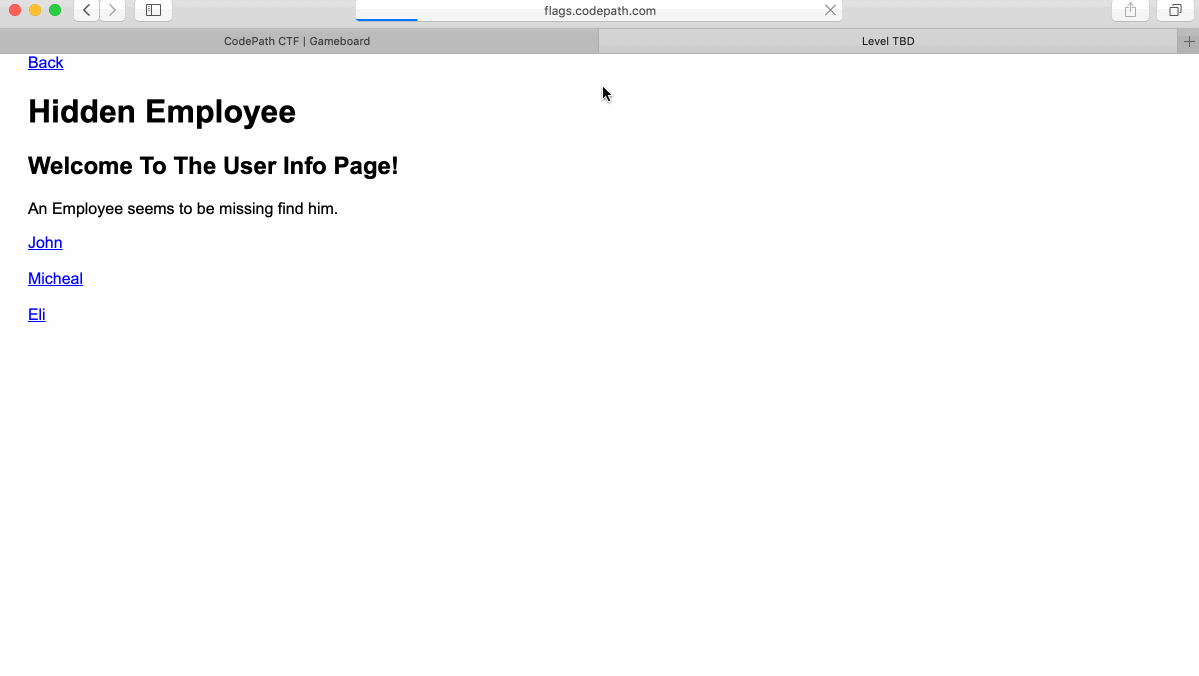 flags.codepath.com
CodePath CTF | Gameboard
Level TBD
Back
Hidden Employee
Welcome To The User Info Page!
An Employee seems to be missing find him.
John
Micheal
Eli